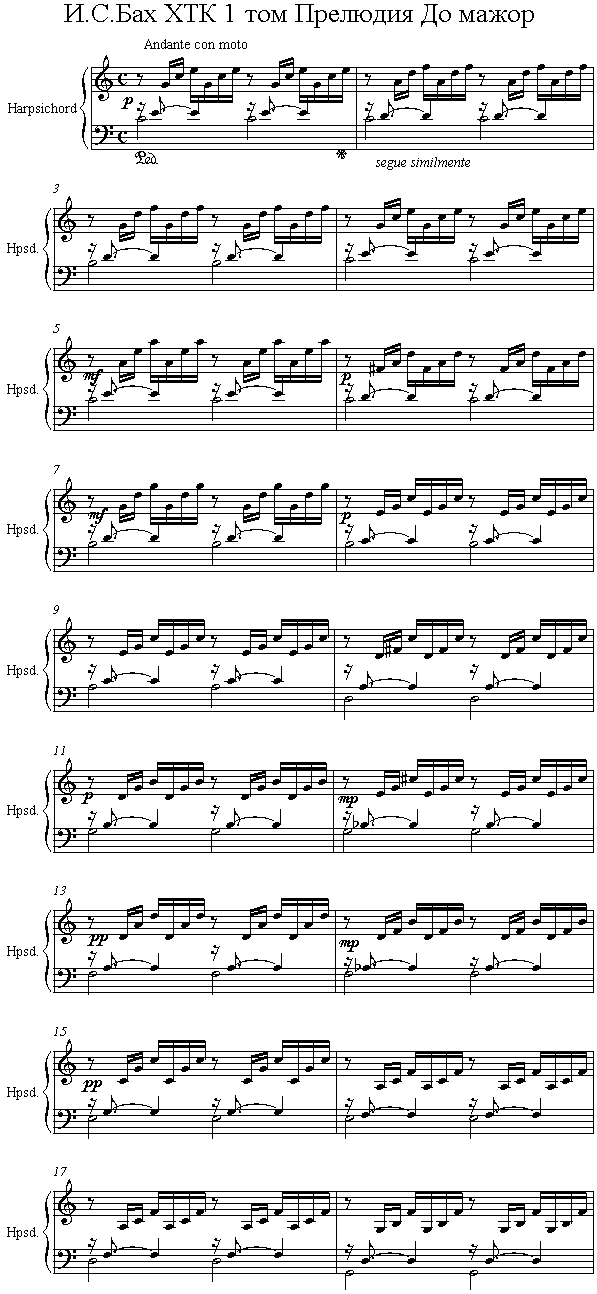 И.С.Бах ХТК 1 том Прелюдия До мажор
Andante con moto
Harpsichord
p
Ped.
segue similmente
3
Hpsd.
5
mf
p
Hpsd.
7
mf
p
Hpsd.
9
Hpsd.
11
p
mp
Hpsd.
13
pp
mp
Hpsd.
15
pp
Hpsd.
17
Hpsd.